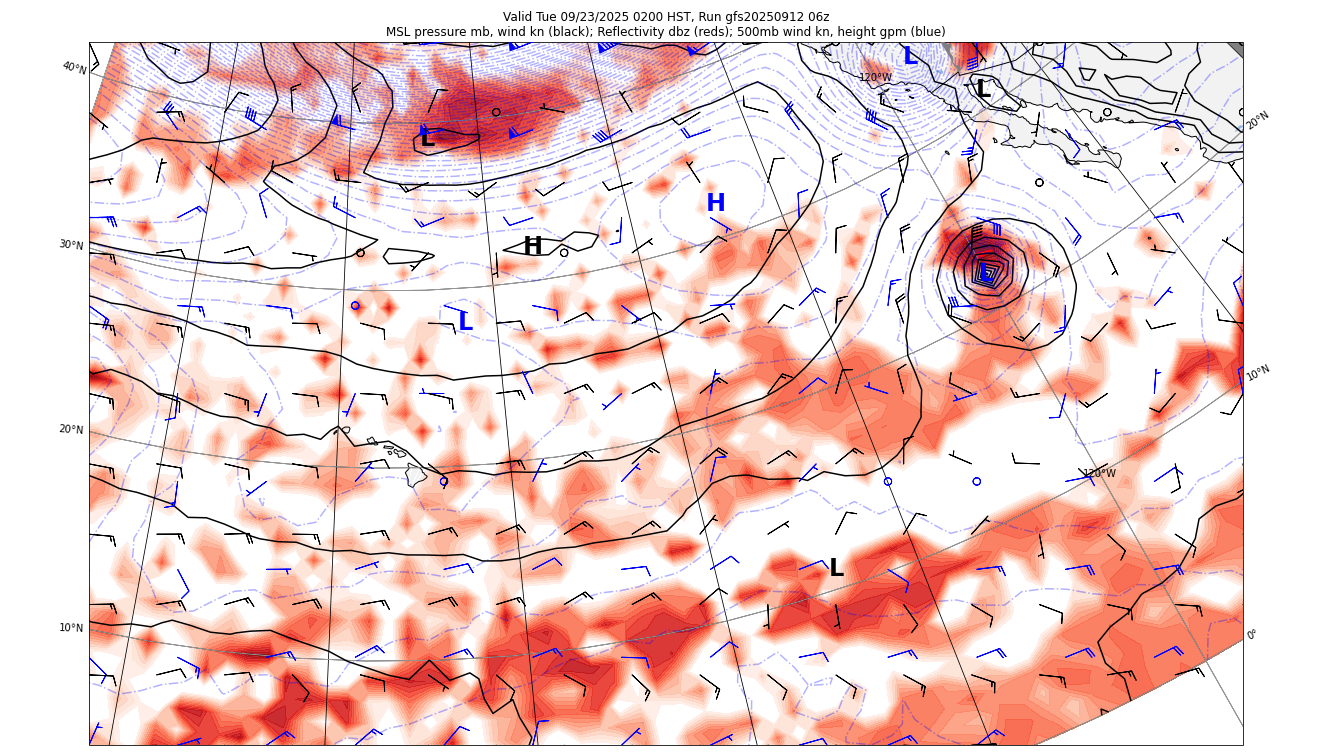 Valid Tue 09/23/2025 0200 HST, Run gfs20250912 06z
MSL pressure mb, wind kn (black); Reflectivity dbz (reds); 500mb wind kn, height gpm (blue)
L
40°N
120°W
L
20°N
L
H
30°N
H
L
L
10°N
20°N
120°W
L
10°N
0°